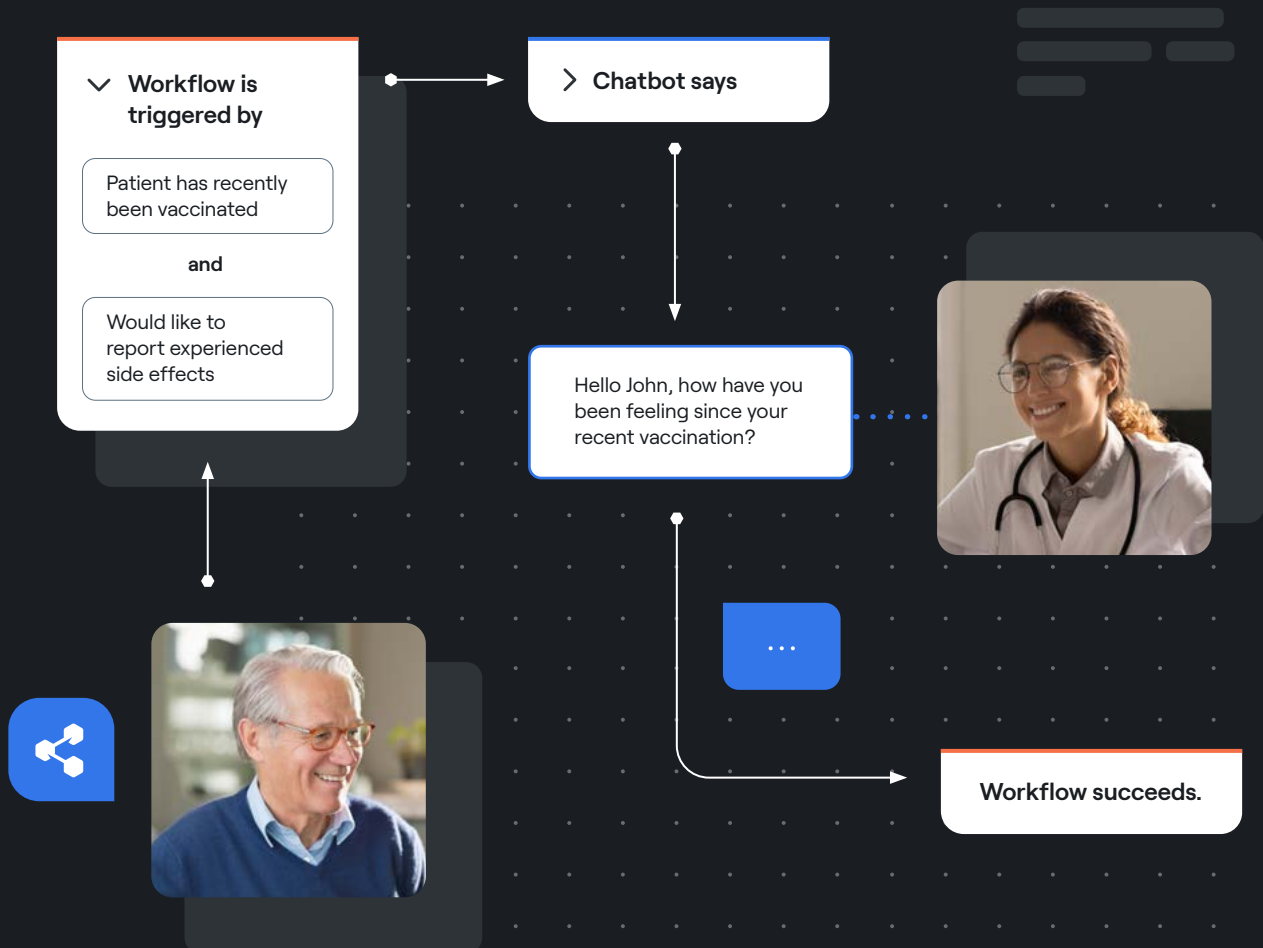 Workflow is
triggered by
Patient has recently
been vaccinated
and
Would like to
report experienced
side effects
Chatbot says
Hello John, how have you
been feeling since your
recent vaccination?
...
Workflow succeeds.